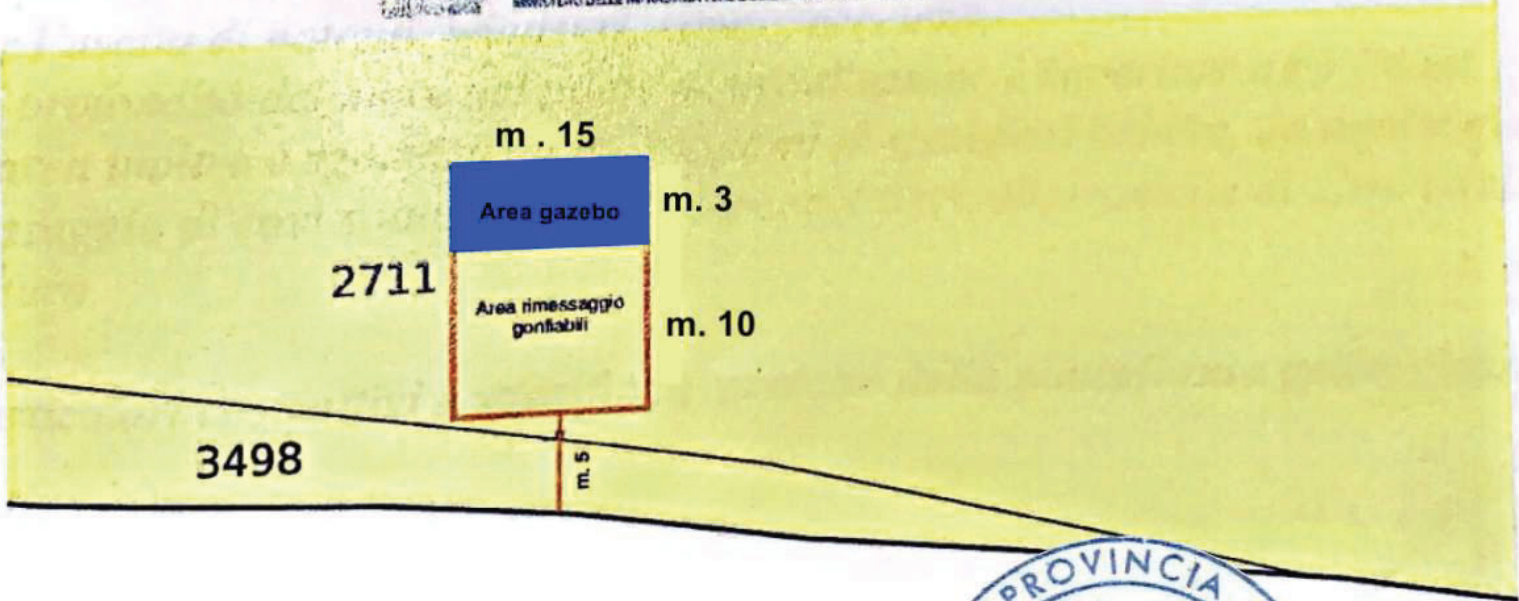 m . 15
Area gazebo
m. 3
2711
Area rimessaggio
gonfiabili
m. 10
3498
m. 5
PROVINCIA